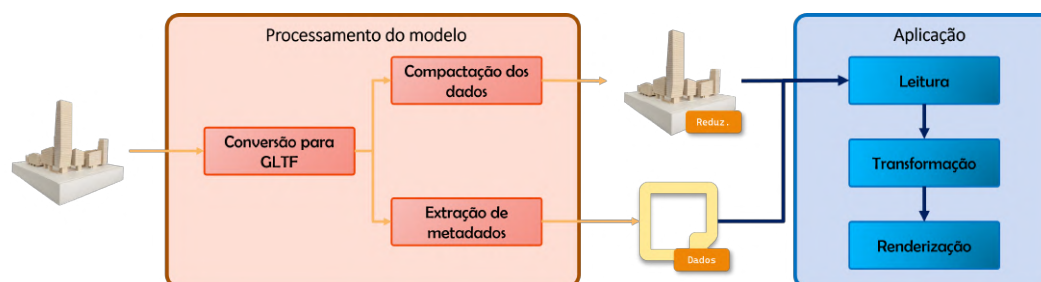 Processamento do modelo
Conversão para
GLTF
Compactação dos
dados
Extração de
metadados
Reduz.
Dados
Aplicação
Leitura
Transformação
Renderização